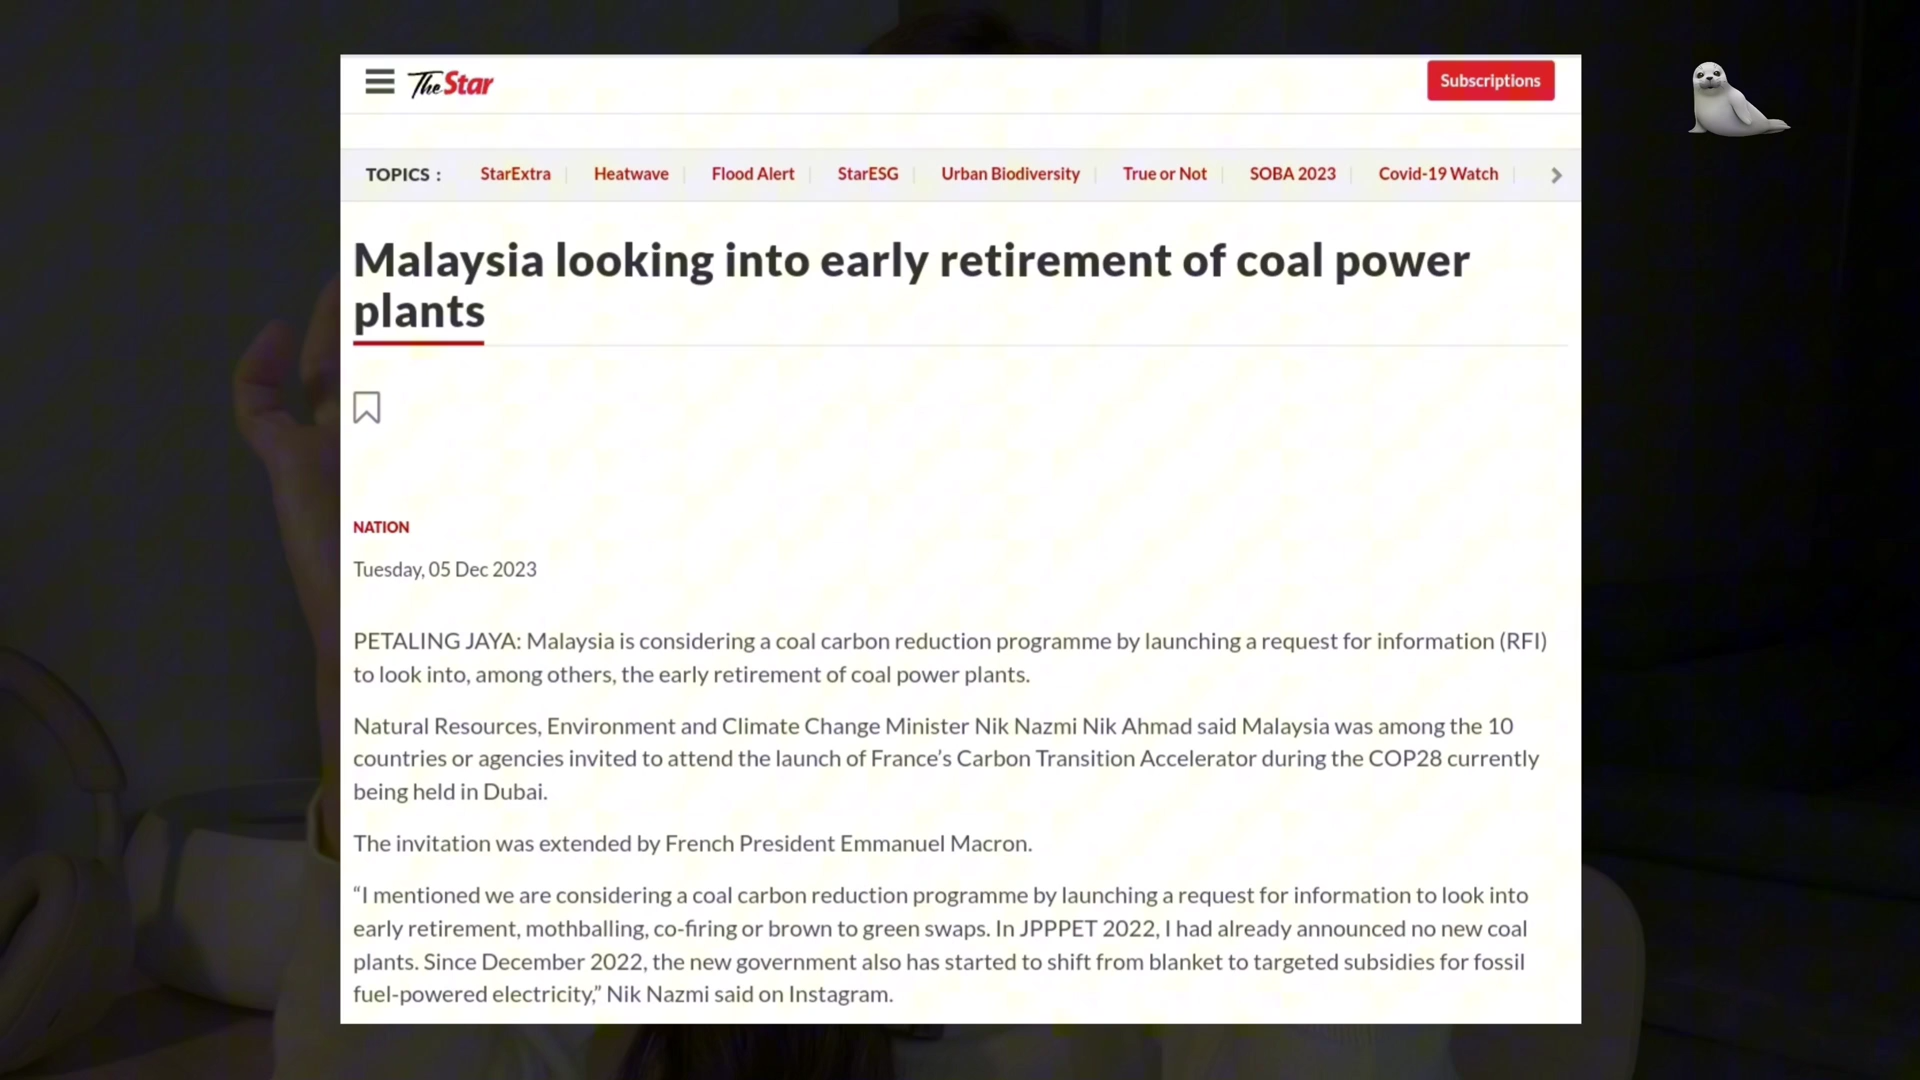 The Star
Subscriptions
TOPICS :
StarExtra
Heatwave
Flood Alert
StarESG
Urban Biodiversity
True or Not
SOBA 2023
Covid-19 Watch
Malaysia looking into early retirement of coal power
plants
NATION
Tuesday, 05 Dec 2023
PETALING JAYA: Malaysia is considering a coal carbon reduction programme by launching a request for information (RFI)
to look into, among others, the early retirement of coal power plants.
Natural Resources, Environment and Climate Change Minister Nik Nazmi Nik Ahmad said Malaysia was among the 10
countries or agencies invited to attend the launch of France’s Carbon Transition Accelerator during the COP28 currently
being held in Dubai.
The invitation was extended by French President Emmanuel Macron.
“I mentioned we are considering a coal carbon reduction programme by launching a request for information to look into
early retirement, mothballing, co-firing or brown to green swaps. In JPPPET 2022, I had already announced no new coal
plants. Since December 2022, the new government also has started to shift from blanket to targeted subsidies for fossil
fuel-powered electricity,” Nik Nazmi said on Instagram.